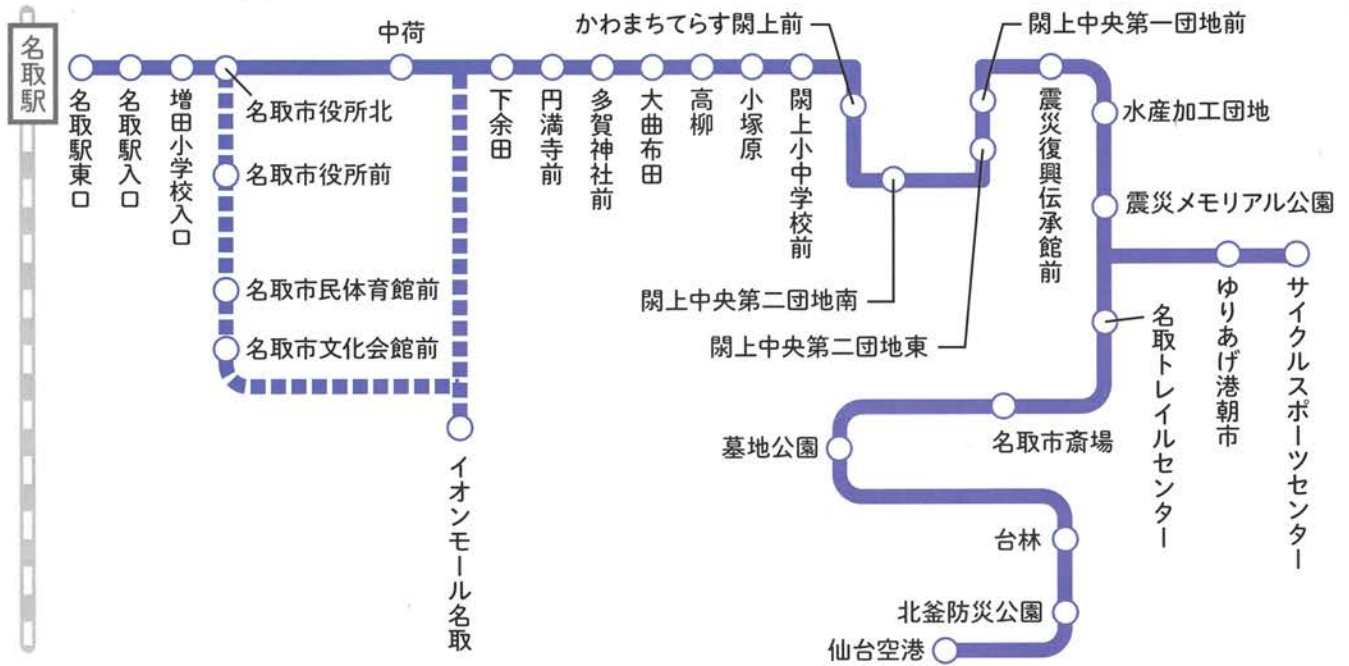 名取駅
名取駅東口
名取駅入口
増田小学校入口
名取市役所北
名取市役所前
名取市民体育館前
名取市文化会館前
中荷
イオンモール名取
下余田
円満寺前
多賀神社前
大曲布田
高柳
小塚原
閖上小中学校前
かわまちてらす閖上前
閖上中央第二団地南
閖上中央第二団地東
閖上中央第一団地前
震災復興伝承館前
水産加工団地
震災メモリアル公園
ゆりあげ港朝市
サイクルスポーツセンター
名取トレイルセンター
名取市斎場
墓地公園
台林
北釜防災公園
仙台空港